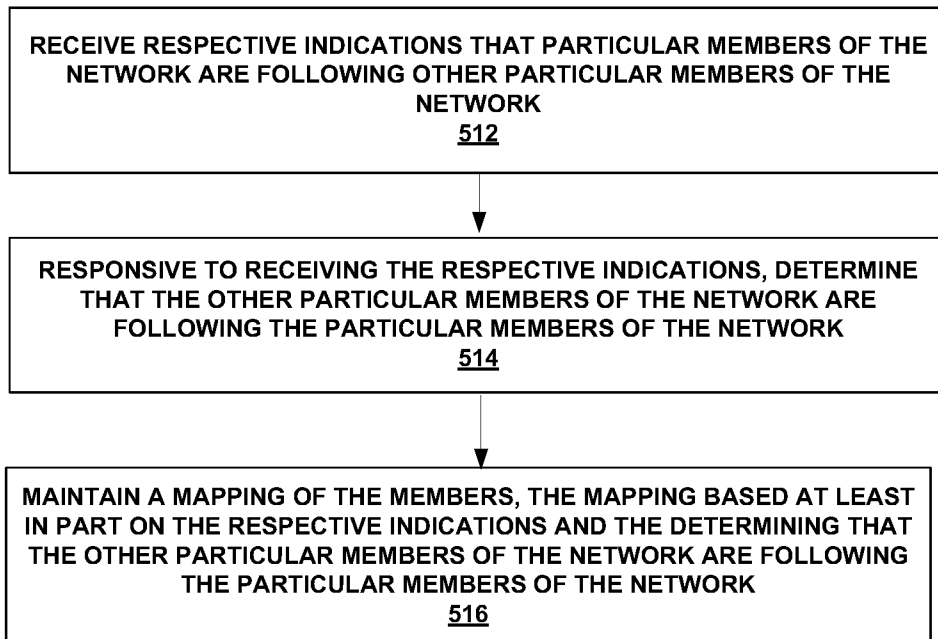 RECEIVE RESPECTIVE INDICATIONS THAT PARTICULAR MEMBERS OF THE
NETWORK ARE FOLLOWING OTHER PARTICULAR MEMBERS OF THE
NETWORK
512
RESPONSIVE TO RECEIVING THE RESPECTIVE INDICATIONS, DETERMINE
THAT THE OTHER PARTICULAR MEMBERS OF THE NETWORK ARE
FOLLOWING THE PARTICULAR MEMBERS OF THE NETWORK
514
MAINTAIN A MAPPING OF THE MEMBERS, THE MAPPING BASED AT LEAST
IN PART ON THE RESPECTIVE INDICATIONS AND THE DETERMINING THAT
THE OTHER PARTICULAR MEMBERS OF THE NETWORK ARE FOLLOWING
THE PARTICULAR MEMBERS OF THE NETWORK
516